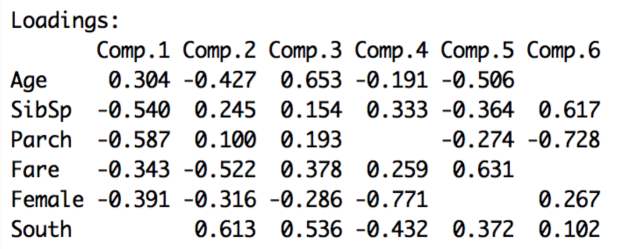 Loadings:
       Comp.1 Comp.2 Comp.3 Comp.4 Comp.5 Comp.6
Age     0.304 -0.427  0.653 -0.191 -0.506
SibSp  -0.540  0.245  0.154  0.333 -0.364  0.617
Parch  -0.587  0.100  0.193        -0.274 -0.728
Fare   -0.343 -0.522  0.378  0.259  0.631
Female -0.391 -0.316 -0.286 -0.771         0.267
South          0.613  0.536 -0.432  0.372  0.102